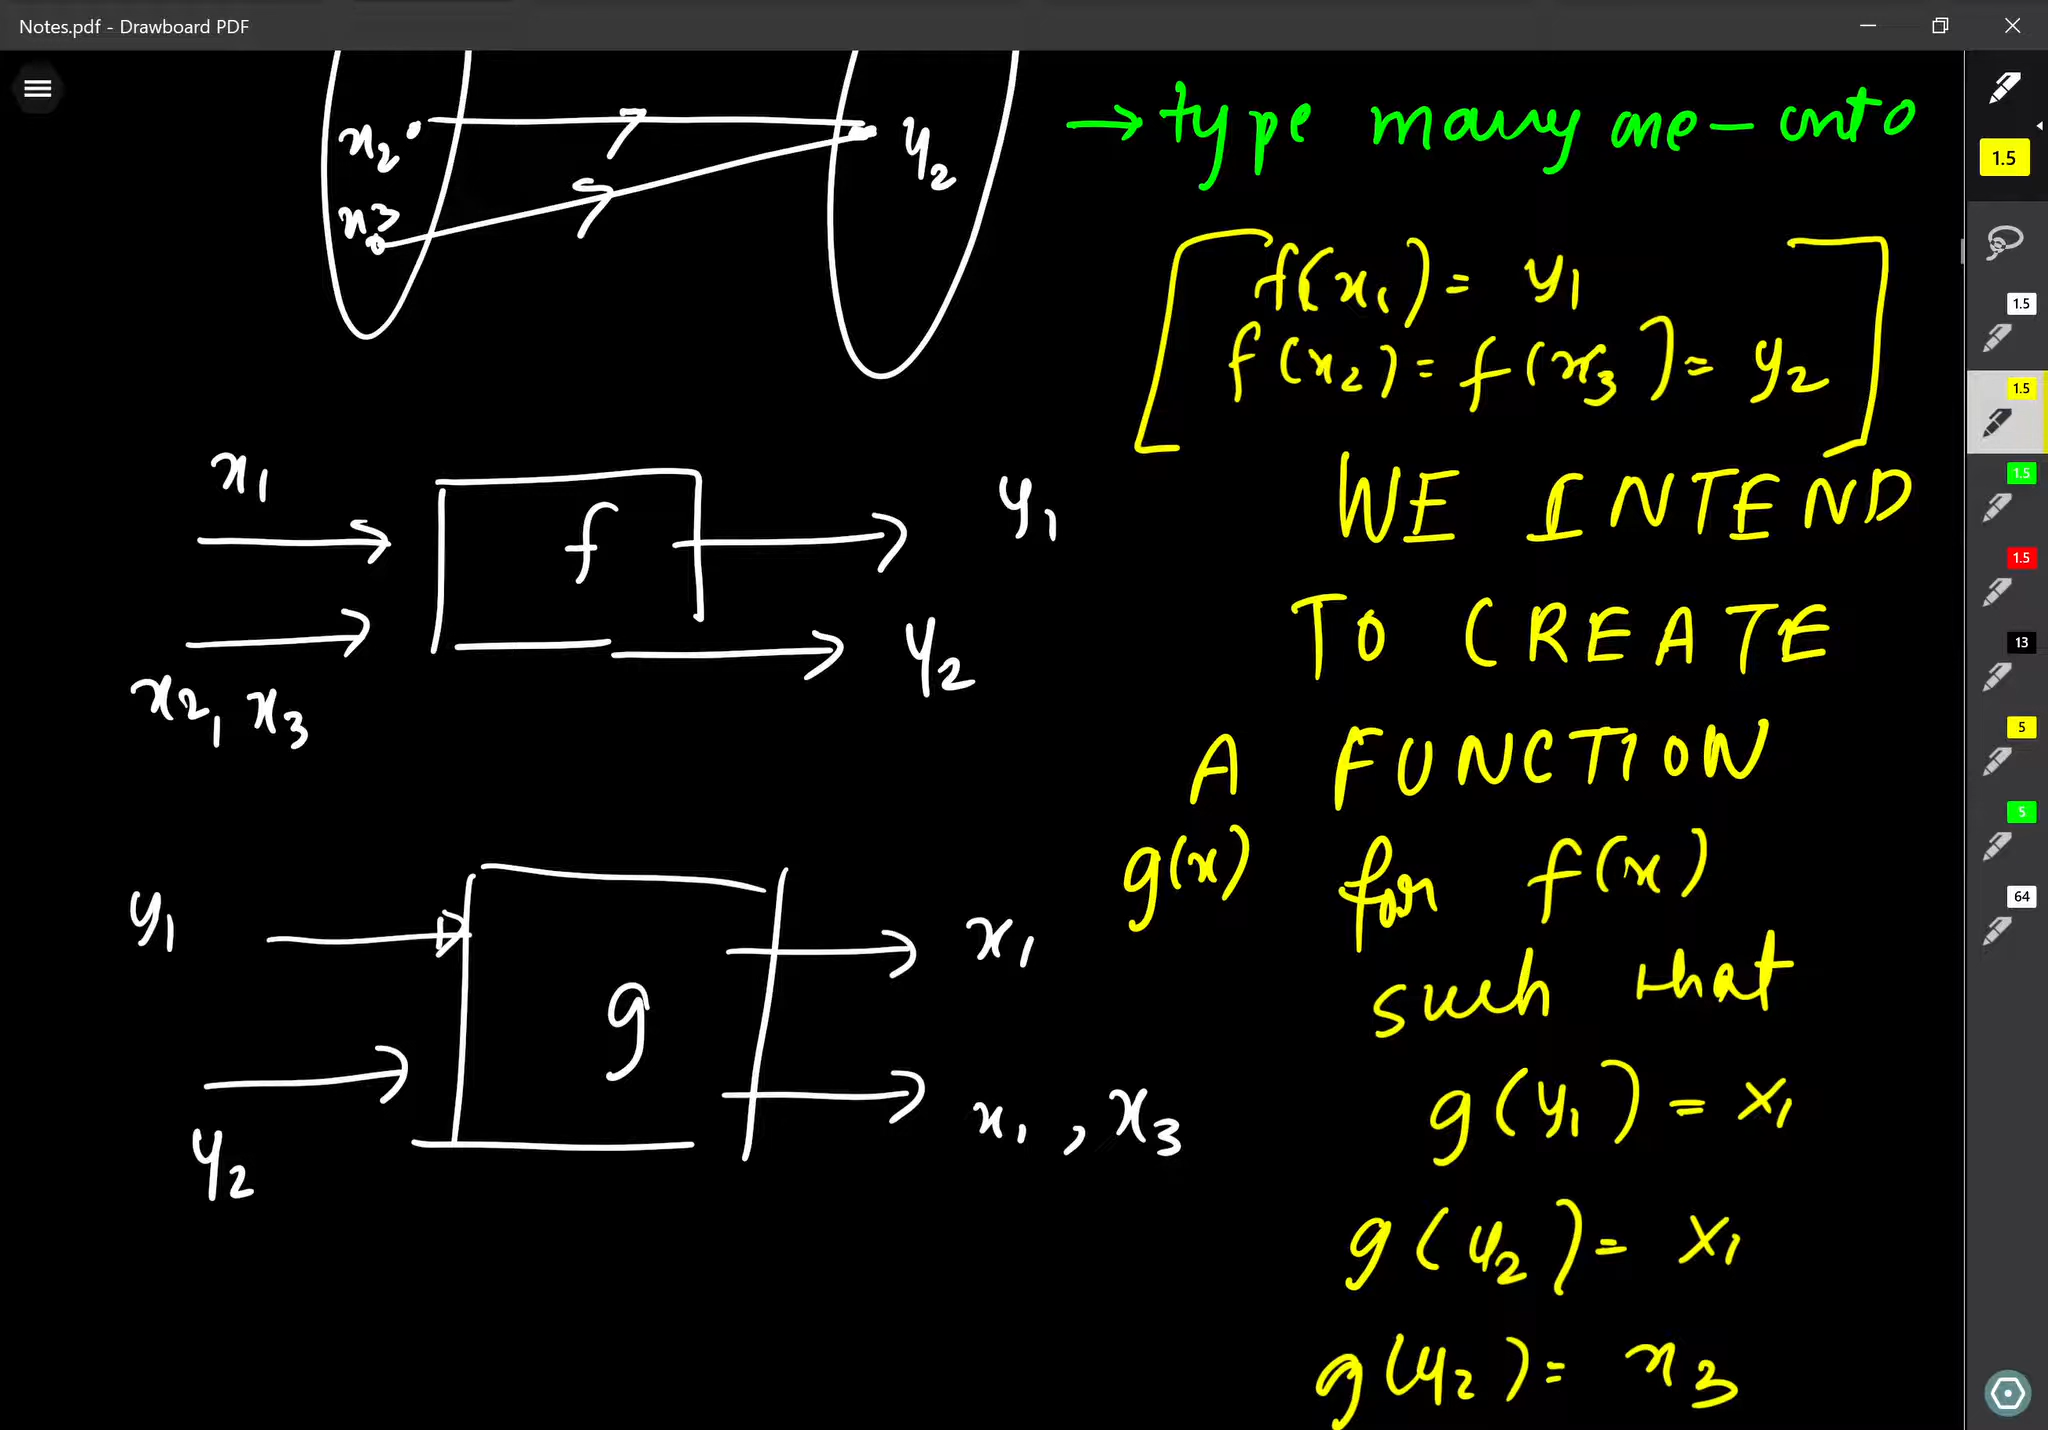 Notes.pdf - Drawboard PDF
x2
x3
y2
→ type many one - onto
f(x1) = y1
f(x2) = f(x3) = y2
WE INTEND
TO CREATE
A FUNCTION
g(x) for f(x)
such that
g(y1) = x1
g(y2) = x1
g(y2) = x3
x1
f
y1
x2, x3
y2
y1
g
x1
y2
x1, x3
1.5
1.5
1.5
1.5
1.5
13
5
5
64